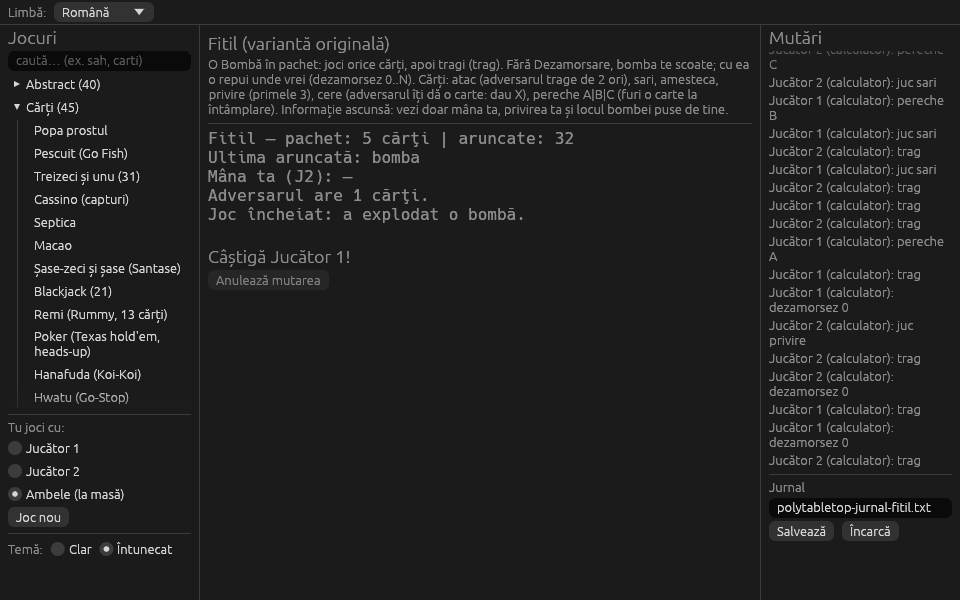 Limbă: Română
Jocuri
caută... (ex. sah, carti)
Abstract (40)
Cărți (45)
Popa prostul
Pescuit (Go Fish)
Treizeci și unu (31)
Cassino (capturi)
Septica
Macao
Șase-zeci și șase (Santase)
Blackjack (21)
Remi (Rummy, 13 cărți)
Poker (Texas hold'em,
heads-up)
Hanafuda (Koi-Koi)
Hwatu (Go-Stop)
Tu joci cu:
Jucător 1
Jucător 2
Ambele (la masă)
Joc nou
Temă: Clar Întunecat
Fitil (variantă originală)
O Bombă în pachet: joci orice cărți, apoi tragi (trag). Fără Dezamorsare, bomba te scoate; cu ea
o repui unde vrei (dezamorsez 0..N). Cărți: atac (adversarul trage de 2 ori), sari, amesteca,
privire (primele 3), cere (adversarul îți dă o carte: dau X), pereche A|B|C (furi o carte la
întâmplare). Informație ascunsă: vezi doar mâna ta, privirea ta și locul bombei puse de tine.
Fitil — pachet: 5 cărți | aruncate: 32
Ultima aruncată: bomba
Mâna ta (J2): —
Adversarul are 1 cărți.
Joc încheiat: a explodat o bombă.
Câștigă Jucător 1!
Anulează mutarea
Mutări
Jucător 2 (calculator): pereche
C
Jucător 2 (calculator): juc sari
Jucător 1 (calculator): pereche
B
Jucător 1 (calculator): juc sari
Jucător 2 (calculator): trag
Jucător 1 (calculator): juc sari
Jucător 2 (calculator): trag
Jucător 1 (calculator): trag
Jucător 2 (calculator): trag
Jucător 1 (calculator): pereche
A
Jucător 1 (calculator): trag
Jucător 1 (calculator):
dezamorsez 0
Jucător 2 (calculator): juc
privire
Jucător 2 (calculator): trag
Jucător 2 (calculator):
dezamorsez 0
Jucător 1 (calculator): trag
Jucător 1 (calculator):
dezamorsez 0
Jucător 2 (calculator): trag
Jurnal
polytabletop-jurnal-fitil.txt
Salvează Încarcă